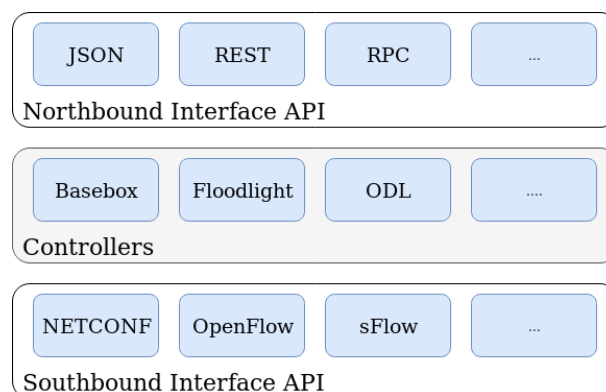 JSON
REST
RPC
...
Northbound Interface API
Basebox
Floodlight
ODL
....
Controllers
NETCONF
OpenFlow
sFlow
...
Southbound Interface API